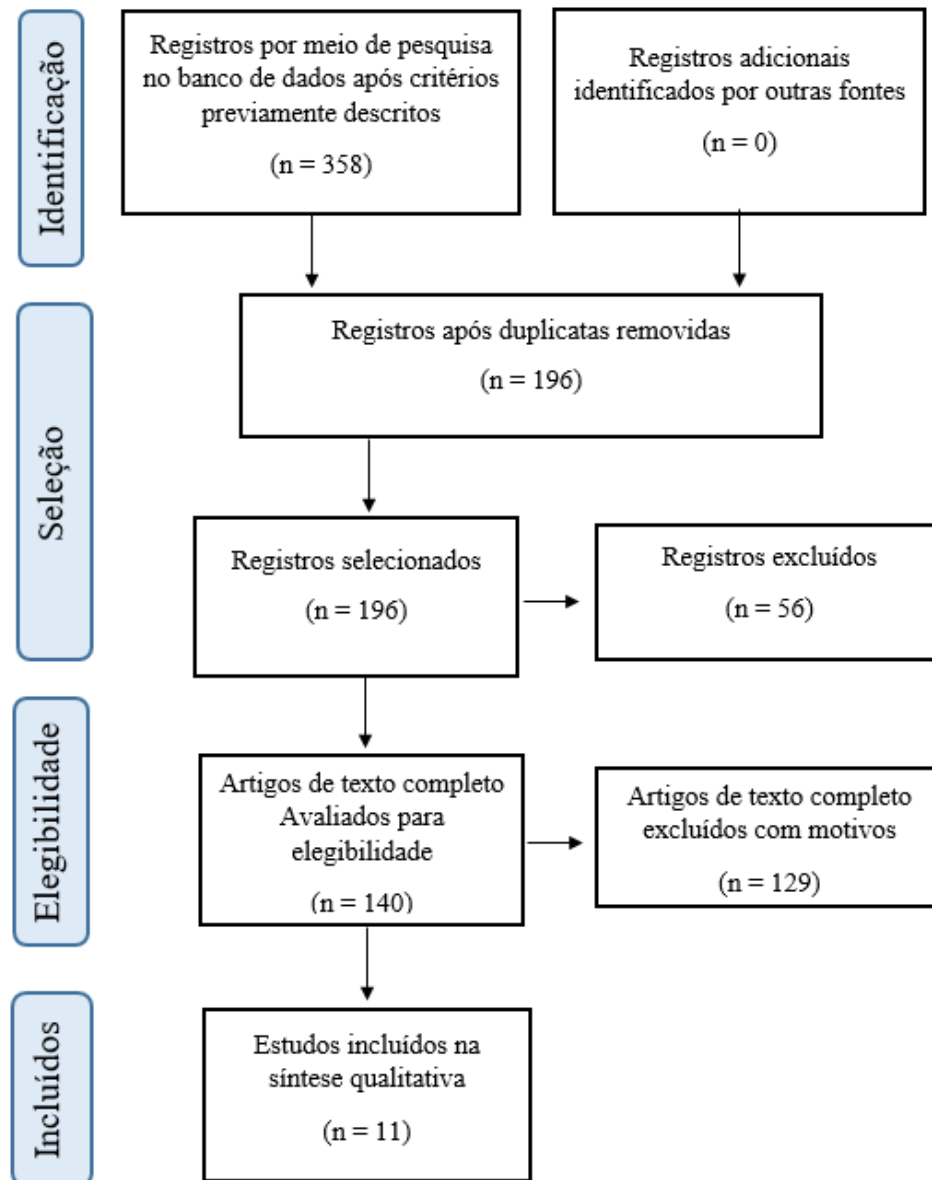 Identificação
Registros por meio de pesquisa
no banco de dados após critérios
previamente descritos
(n = 358)
Registros adicionais
identificados por outras fontes
(n = 0)
Seleção
Registros após duplicatas removidas
(n = 196)
Registros selecionados
(n = 196)
Registros excluídos
(n = 56)
Elegibilidade
Artigos de texto completo
Avaliados para
elegibilidade
(n = 140)
Artigos de texto completo
excluídos com motivos
(n = 129)
Incluídos
Estudos incluídos na
síntese qualitativa
(n = 11)